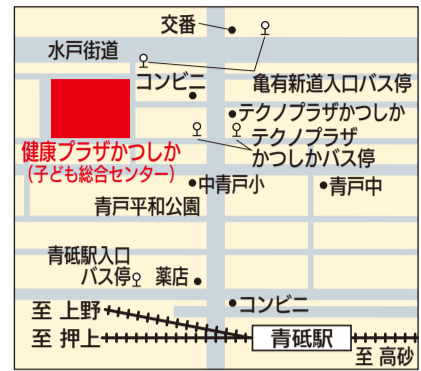 交番
水戸街道
コンビニ
亀有新道入口バス停
テクノプラザかつしか
テクノプラザ
かつしかバス停
健康プラザかつしか
(子ども総合センター)
中青戸小
青戸中
青戸平和公園
青砥駅入口
バス停
薬店
コンビニ
至 上野
至 押上
青砥駅
至 高砂